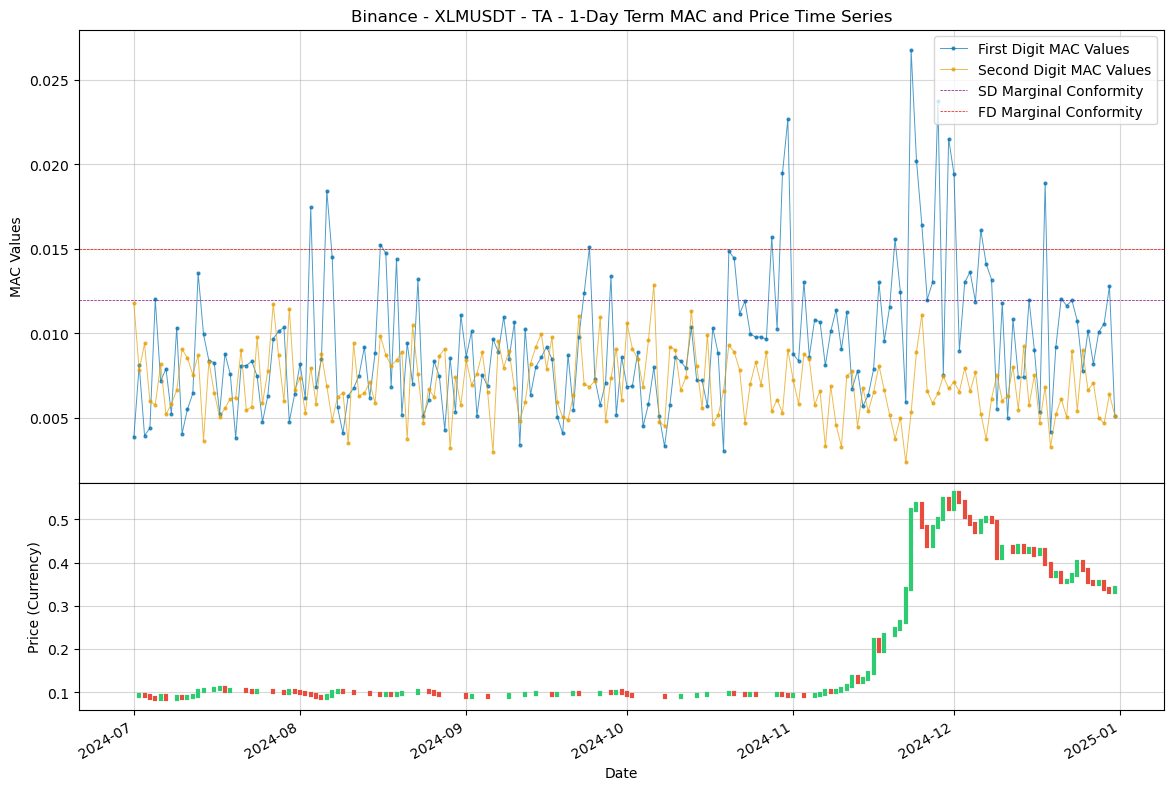 Binance - XLMUSDT - TA - 1-Day Term MAC and Price Time Series
First Digit MAC Values
Second Digit MAC Values
SD Marginal Conformity
FD Marginal Conformity
MAC Values
0.025
0.020
0.015
0.010
0.005
Price (Currency)
0.5
0.4
0.3
0.2
0.1
2024-07
2024-08
2024-09
2024-10
2024-11
2024-12
2025-01
Date